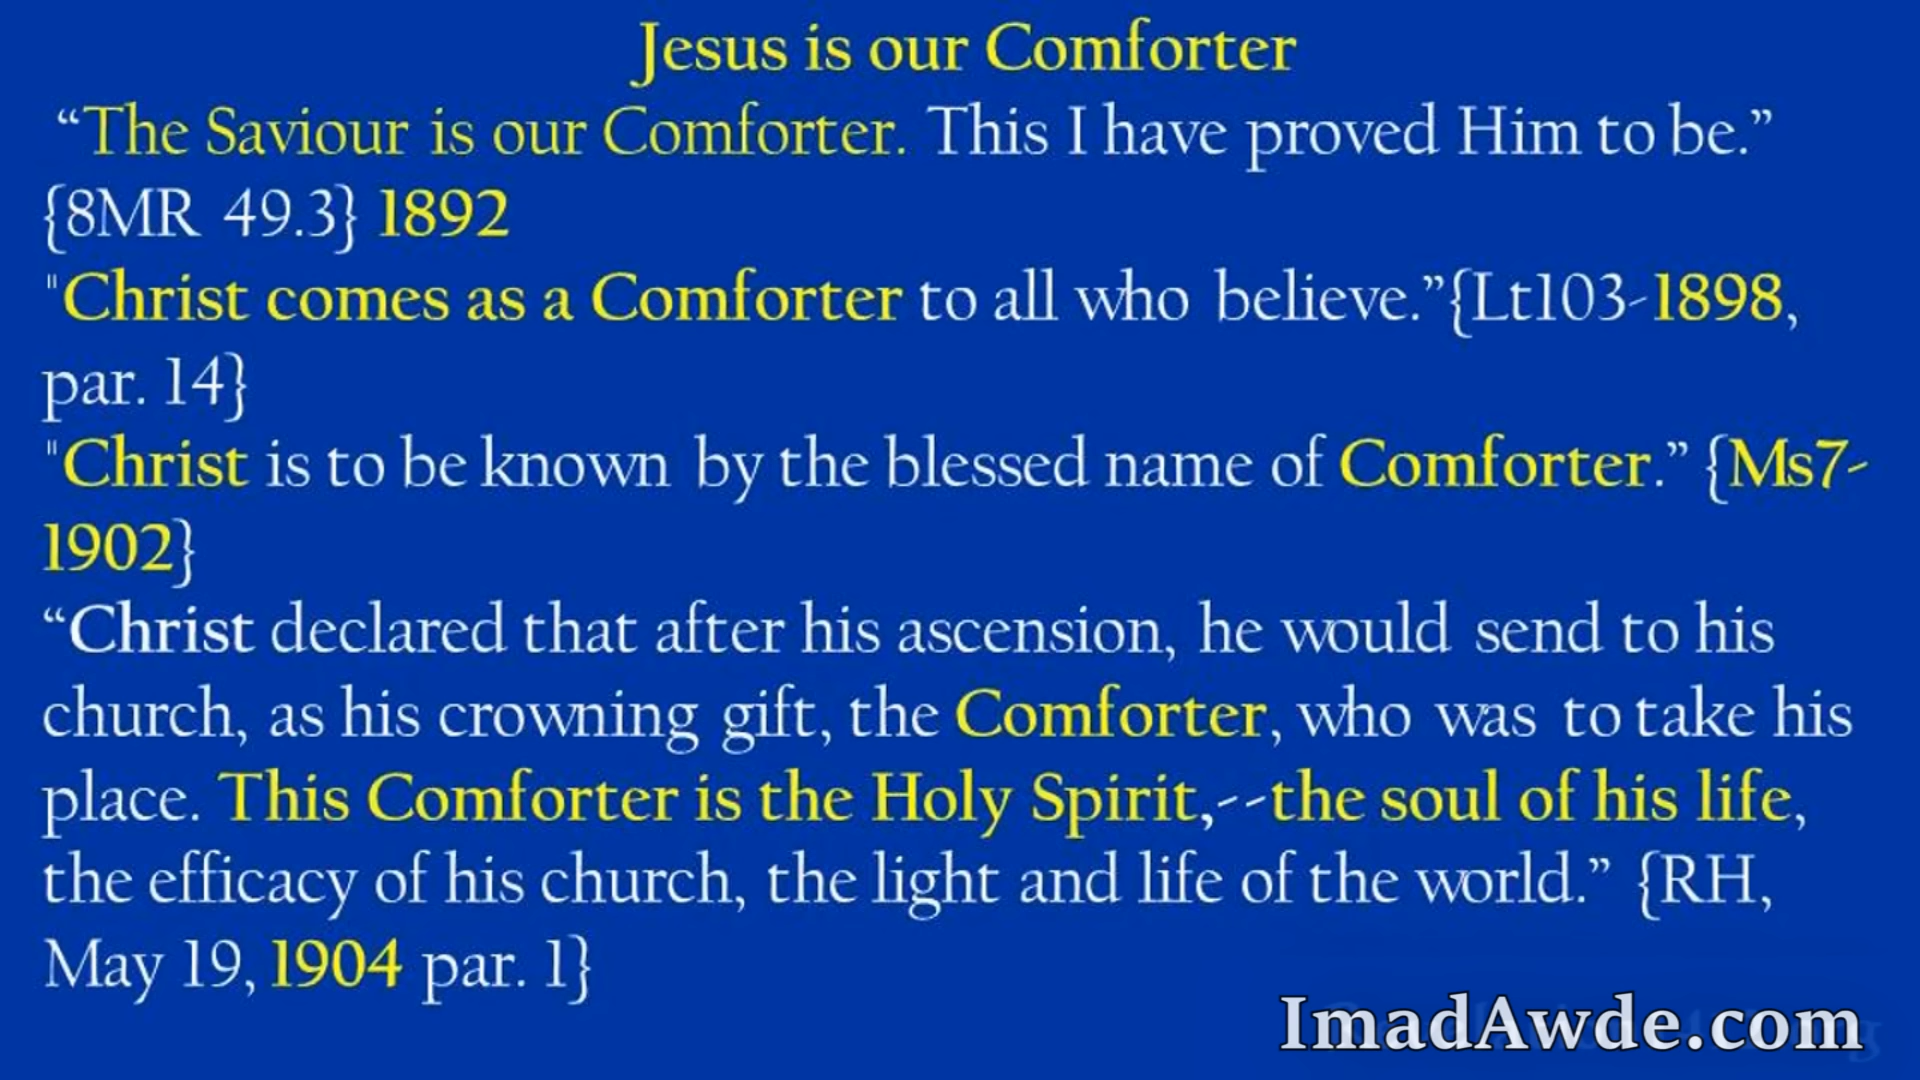 Jesus is our Comforter
“The Saviour is our Comforter. This I have proved Him to be.”
{8MR 49.3} 1892
"Christ comes as a Comforter to all who believe.”{Lt103-1898,
par. 14}
"Christ is to be known by the blessed name of Comforter.” {Ms7-
1902}
“Christ declared that after his ascension, he would send to his
church, as his crowning gift, the Comforter, who was to take his
place. This Comforter is the Holy Spirit,--the soul of his life,
the efficacy of his church, the light and life of the world.” {RH,
May 19, 1904 par. 1}
ImadAwde.com